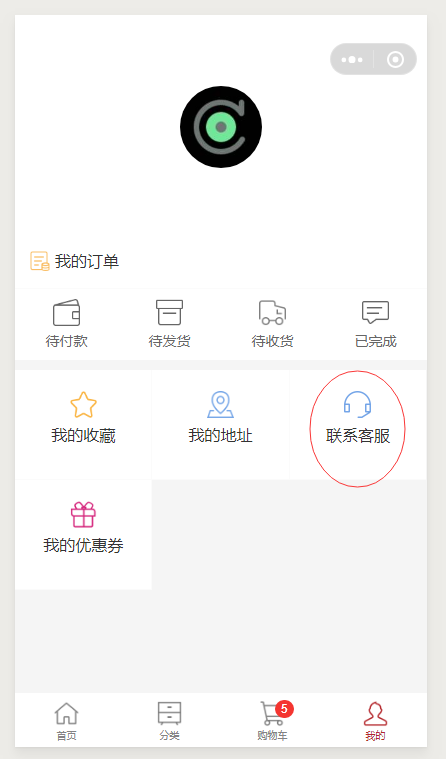 我的订单
待付款 待发货 待收货 已完成
我的收藏 我的地址 联系客服
我的优惠券
5
首页 分类 购物车 我的